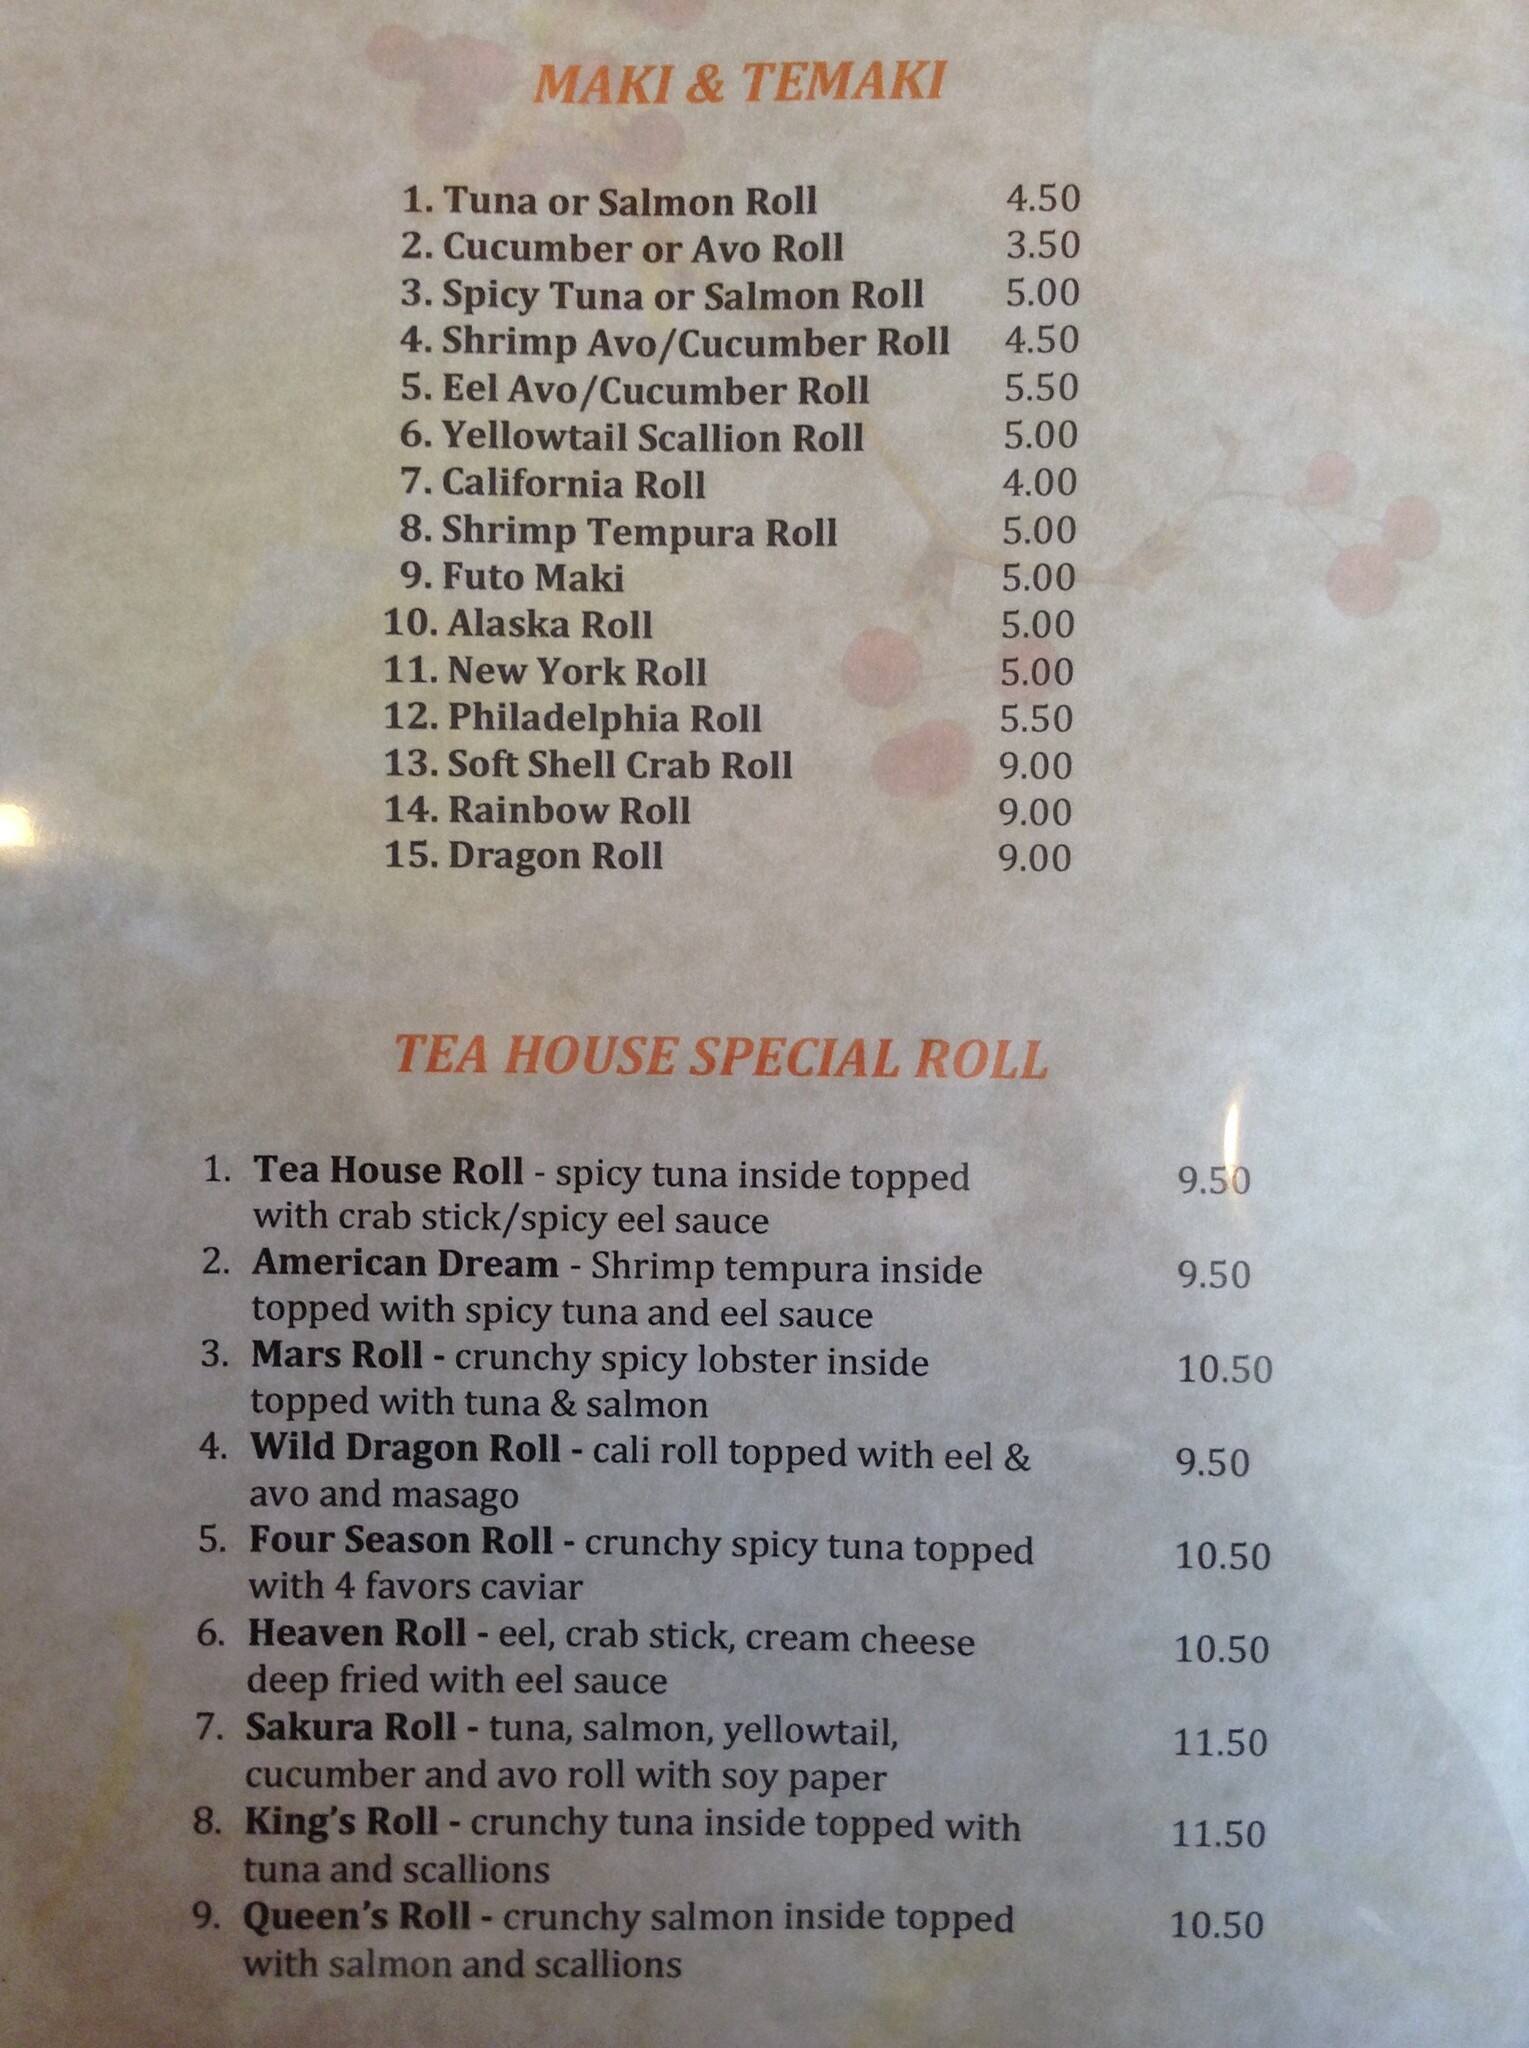 MAKI & TEMAKI
1. Tuna or Salmon Roll 4.50
2. Cucumber or Avo Roll 3.50
3. Spicy Tuna or Salmon Roll 5.00
4. Shrimp Avo/Cucumber Roll 4.50
5. Eel Avo/Cucumber Roll 5.50
6. Yellowtail Scallion Roll 5.00
7. California Roll 4.00
8. Shrimp Tempura Roll 5.00
9. Futo Maki 5.00
10. Alaska Roll 5.00
11. New York Roll 5.00
12. Philadelphia Roll 5.50
13. Soft Shell Crab Roll 9.00
14. Rainbow Roll 9.00
15. Dragon Roll 9.00
TEA HOUSE SPECIAL ROLL
1. Tea House Roll - spicy tuna inside topped 9.50
with crab stick/spicy eel sauce
2. American Dream - Shrimp tempura inside 9.50
topped with spicy tuna and eel sauce
3. Mars Roll - crunchy spicy lobster inside 10.50
topped with tuna & salmon
4. Wild Dragon Roll - cali roll topped with eel & 9.50
avo and masago
5. Four Season Roll - crunchy spicy tuna topped 10.50
with 4 favors caviar
6. Heaven Roll - eel, crab stick, cream cheese 10.50
deep fried with eel sauce
7. Sakura Roll - tuna, salmon, yellowtail, 11.50
cucumber and avo roll with soy paper
8. King's Roll - crunchy tuna inside topped with 11.50
tuna and scallions
9. Queen's Roll - crunchy salmon inside topped 10.50
with salmon and scallions